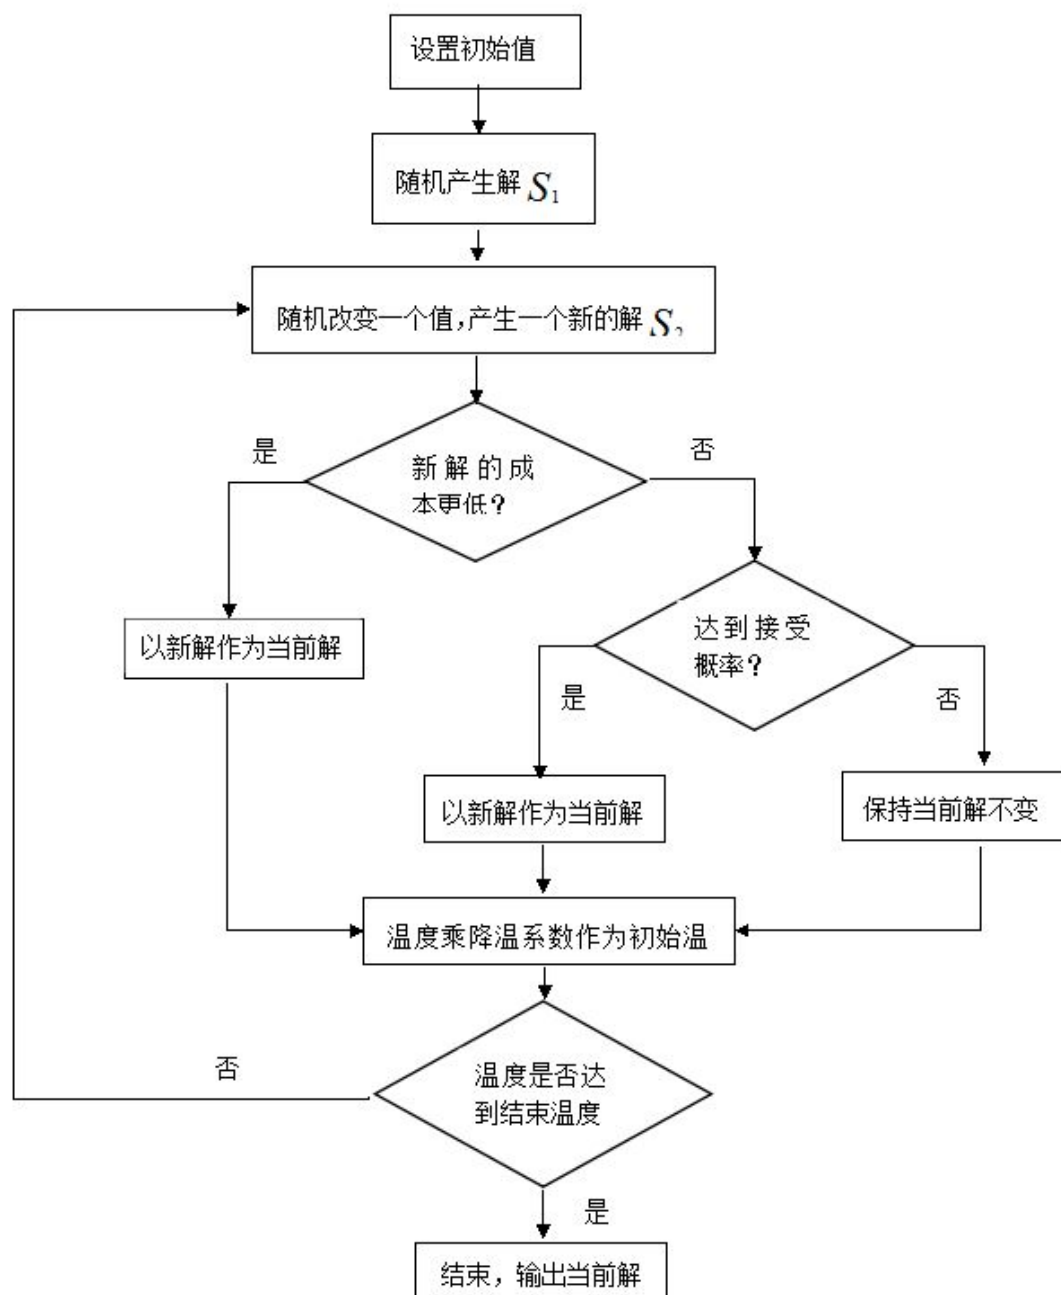 设置初始值
随机产生解 S₁
随机改变一个值，产生一个新的解 S₂
是
否
新解的成
本更低？
以新解作为当前解
达到接受
概率？
是
否
以新解作为当前解
保持当前解不变
温度乘降温系数作为初始温
否
温度是否达
到结束温度
是
结束，输出当前解